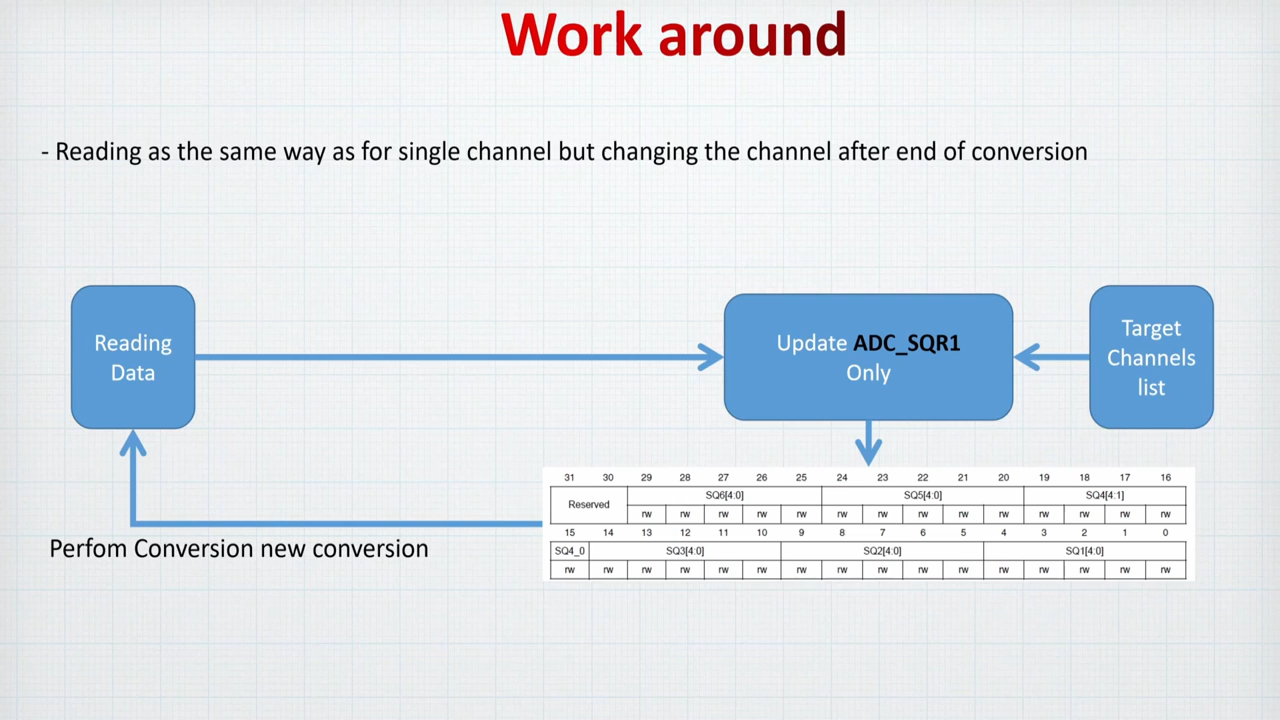 Work around
- Reading as the same way as for single channel but changing the channel after end of conversion
Reading
Data
Update ADC_SQR1
Only
Target
Channels
list
31 30 29 28 27 26 25 24 23 22 21 20 19 18 17 16
Reserved SQ6[4:0] SQ5[4:0] SQ4[4:1]
rw rw rw rw rw rw rw rw rw rw rw rw rw rw
15 14 13 12 11 10 9 8 7 6 5 4 3 2 1 0
SQ4_0 SQ3[4:0] SQ2[4:0] SQ1[4:0]
rw rw rw rw rw rw rw rw rw rw rw rw rw rw rw rw
Perfom Conversion new conversion